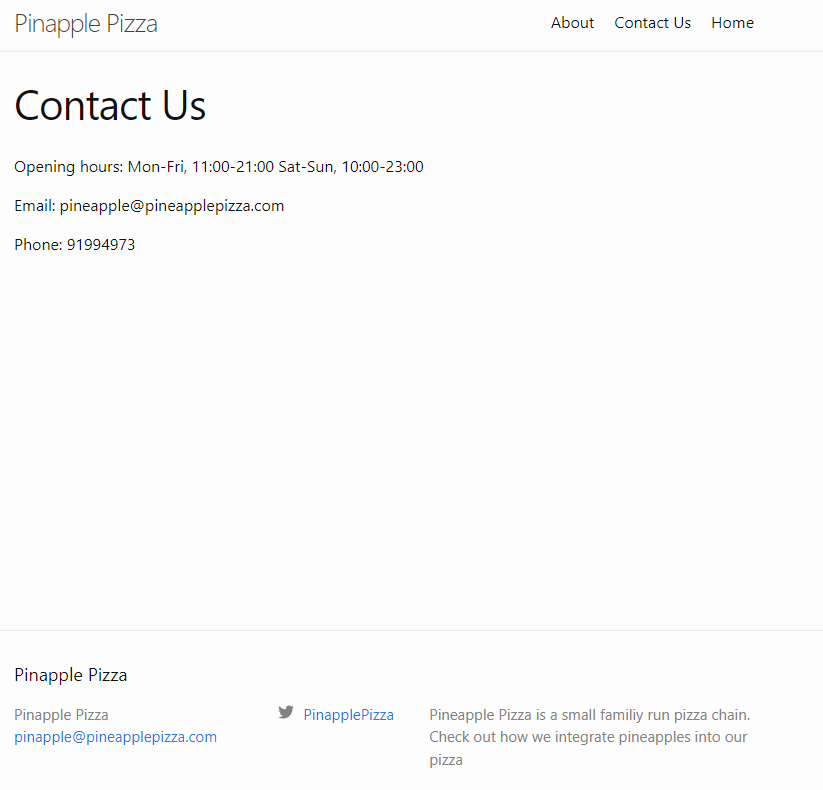 Pinapple Pizza
About Contact Us Home
Contact Us
Opening hours: Mon-Fri, 11:00-21:00 Sat-Sun, 10:00-23:00
Email: pineapple@pineapplepizza.com
Phone: 91994973
Pinapple Pizza
Pinapple Pizza
pinapple@pineapplepizza.com
PinapplePizza
Pineapple Pizza is a small familiy run pizza chain.
Check out how we integrate pineapples into our
pizza